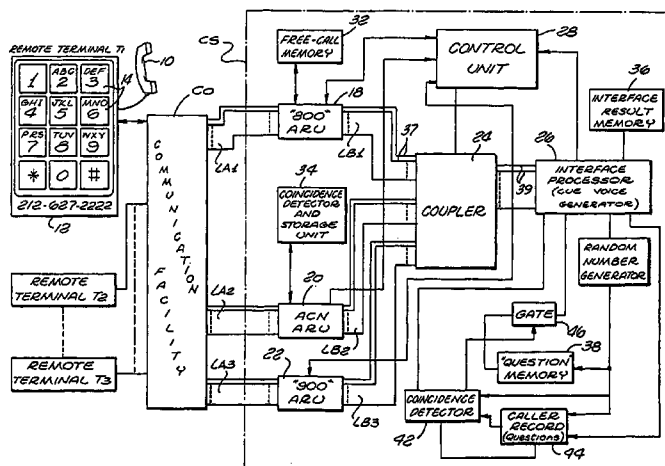 REMOTE TERMINAL T1
10
1
ABC 2
DEF 3
14
GHI 4
JKL 5
MNO 6
PRS 7
TUV 8
WXY 9
*
0
#
212-627-2222
12
REMOTE TERMINAL T2
REMOTE TERMINAL T3
CO
COMMUNICATION FACILITY
CS
LA1
LA2
LA3
FREE-CALL MEMORY
32
"800" ARU
18
LB1
COINCIDENCE DETECTOR AND STORAGE UNIT
34
ACN ARU
20
LB2
"900" ARU
22
LB3
37
COUPLER
24
CONTROL UNIT
28
39
INTERFACE RESULT MEMORY
36
INTERFACE PROCESSOR (CUE VOICE GENERATOR)
26
RANDOM NUMBER GENERATOR
GATE
46
"QUESTION" MEMORY
38
COINCIDENCE DETECTOR
42
CALLER RECORD (Questions)
44